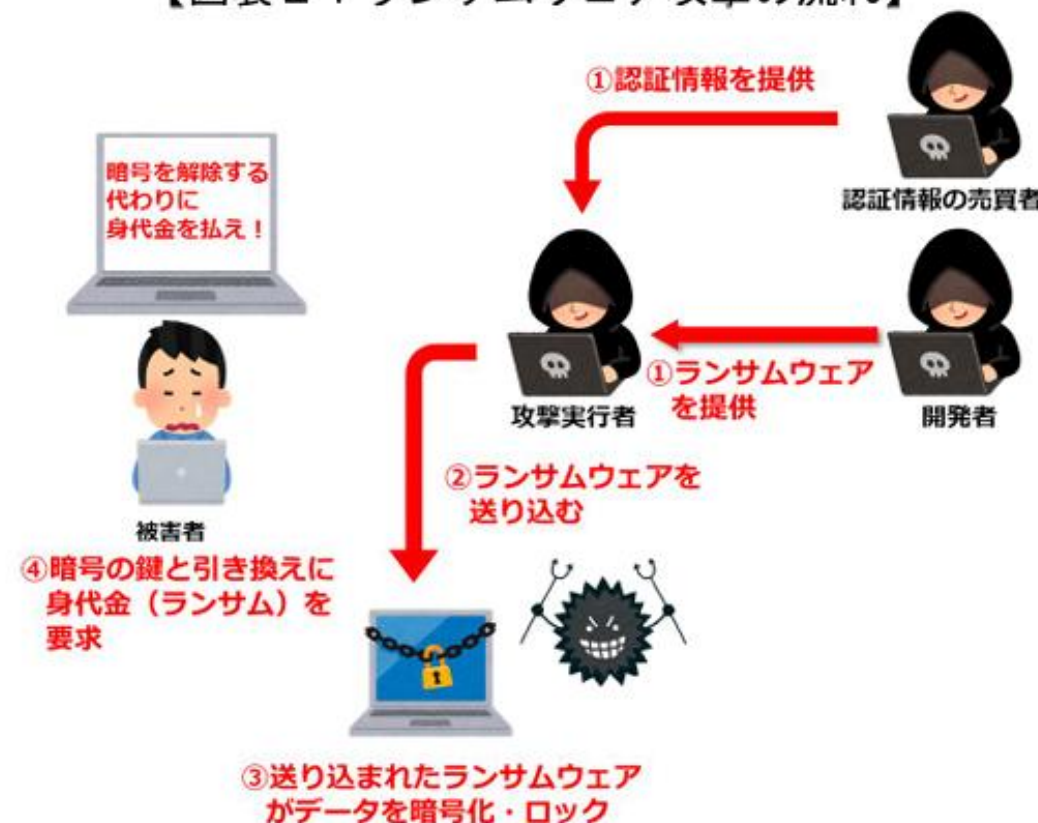 ①認証情報を提供
認証情報の売買者
暗号を解除する
代わりに
身代金を払え！
攻撃実行者
①ランサムウェア
を提供
開発者
②ランサムウェアを
送り込む
被害者
④暗号の鍵と引き換えに
身代金（ランサム）を
要求
③送り込まれたランサムウェア
がデータを暗号化・ロック